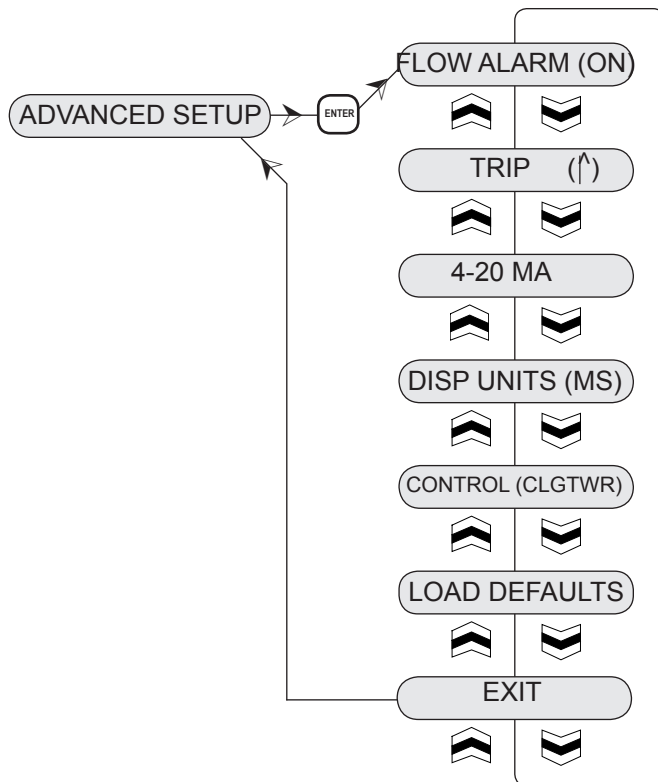 FLOW ALARM (ON)
ADVANCED SETUP
ENTER
TRIP (↑)
4-20 MA
DISP UNITS (MS)
CONTROL (CLGTWR)
LOAD DEFAULTS
EXIT